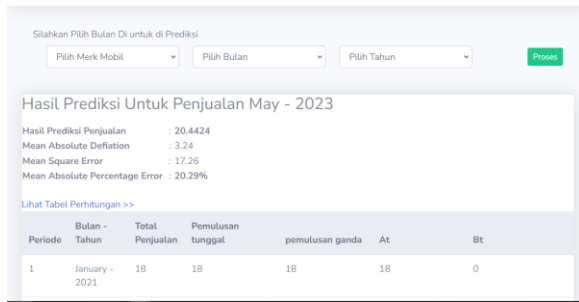 Silahkan Pilih Bulan Di untuk di Prediksi
Pilih Merk Mobil Pilih Bulan Pilih Tahun Proses
Hasil Prediksi Untuk Penjualan May - 2023
Hasil Prediksi Penjualan : 20.4424
Mean Absolute Defiation : 3.24
Mean Square Error : 17.26
Mean Absolute Percentage Error : 20.29%
Lihat Tabel Perhitungan >>
Periode Bulan - Tahun Total Penjualan Pemulusan tunggal pemulusan ganda At Bt
1 January - 2021 18 18 18 18 0